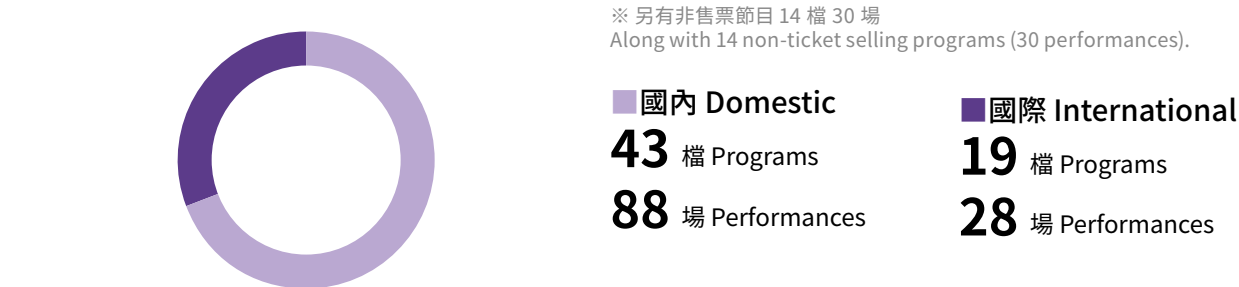 ※ 另有非售票節目 14 檔 30 場
Along with 14 non-ticket selling programs (30 performances).
國內 Domestic
43 檔 Programs
88 場 Performances
國際 International
19 檔 Programs
28 場 Performances